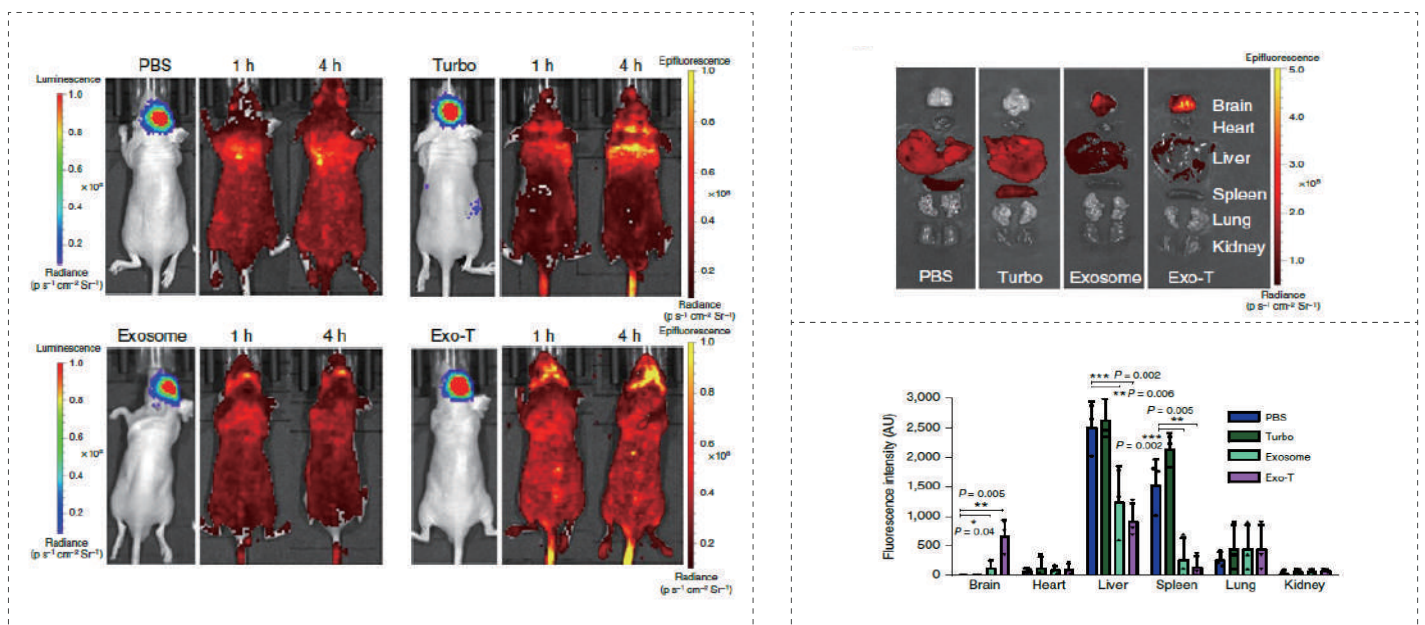 PBS 1 h 4 h
Luminescence
1.0
0.8
0.6
×10⁶
0.4
0.2
Radiance
(p s⁻¹ cm⁻² Sr⁻¹)
Turbo 1 h 4 h
Epifluorescence
1.0
0.8
×10⁸
0.6
0.4
0.2
Radiance
(p s⁻¹ cm⁻² Sr⁻¹)
Exosome 1 h 4 h
Luminescence
1.0
0.8
0.6
×10⁶
0.4
0.2
Radiance
(p s⁻¹ cm⁻² Sr⁻¹)
Exo-T 1 h 4 h
Epifluorescence
1.0
0.8
×10⁸
0.6
0.4
0.2
Radiance
(p s⁻¹ cm⁻² Sr⁻¹)
Epifluorescence
5.0
4.0
3.0
×10⁸
2.0
1.0
Radiance
(p s⁻¹ cm⁻² Sr⁻¹)
Brain
Heart
Liver
Spleen
Lung
Kidney
PBS Turbo Exosome Exo-T
Fluorescence intensity (AU)
3,000
2,500
2,000
1,500
1,000
500
0
P = 0.005
**
*
P = 0.04
*** P = 0.002
** P = 0.006
P = 0.005
**
***
P = 0.002
PBS
Turbo
Exosome
Exo-T
Brain Heart Liver Spleen Lung Kidney